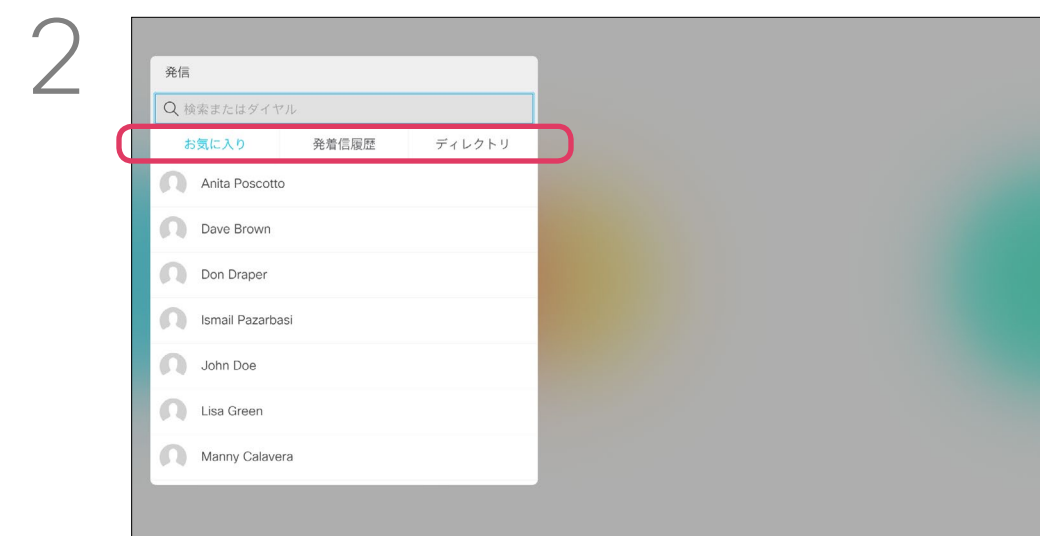 2
発信
検索またはダイヤル
お気に入り 発着信履歴 ディレクトリ
Anita Poscotto
Dave Brown
Don Draper
Ismail Pazarbasi
John Doe
Lisa Green
Manny Calavera